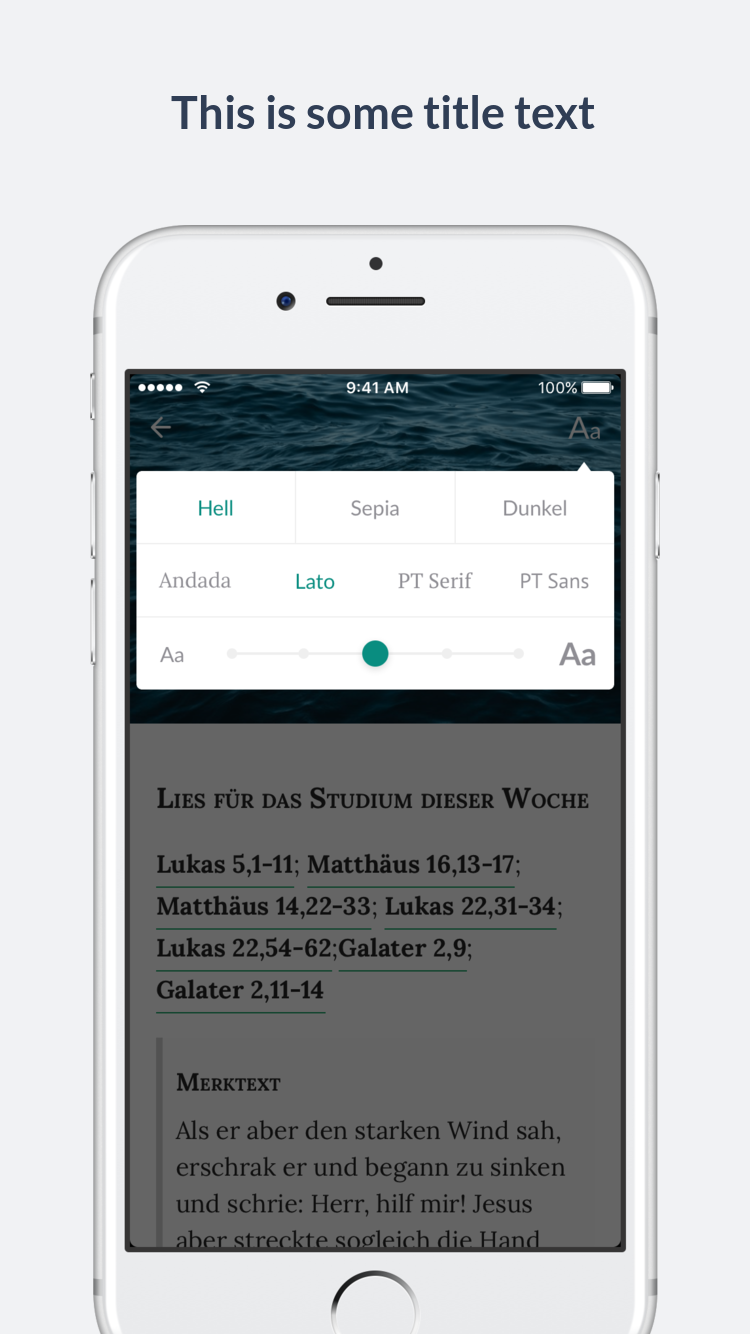 This is some title text
9:41 AM
100%
Aa
Hell Sepia Dunkel
Andada Lato PT Serif PT Sans
Aa Aa
Lies für das Studium dieser Woche
Lukas 5,1-11; Matthäus 16,13-17;
Matthäus 14,22-33; Lukas 22,31-34;
Lukas 22,54-62;Galater 2,9;
Galater 2,11-14
Merktext
Als er aber den starken Wind sah,
erschrak er und begann zu sinken
und schrie: Herr, hilf mir! Jesus
aber streckte sogleich die Hand